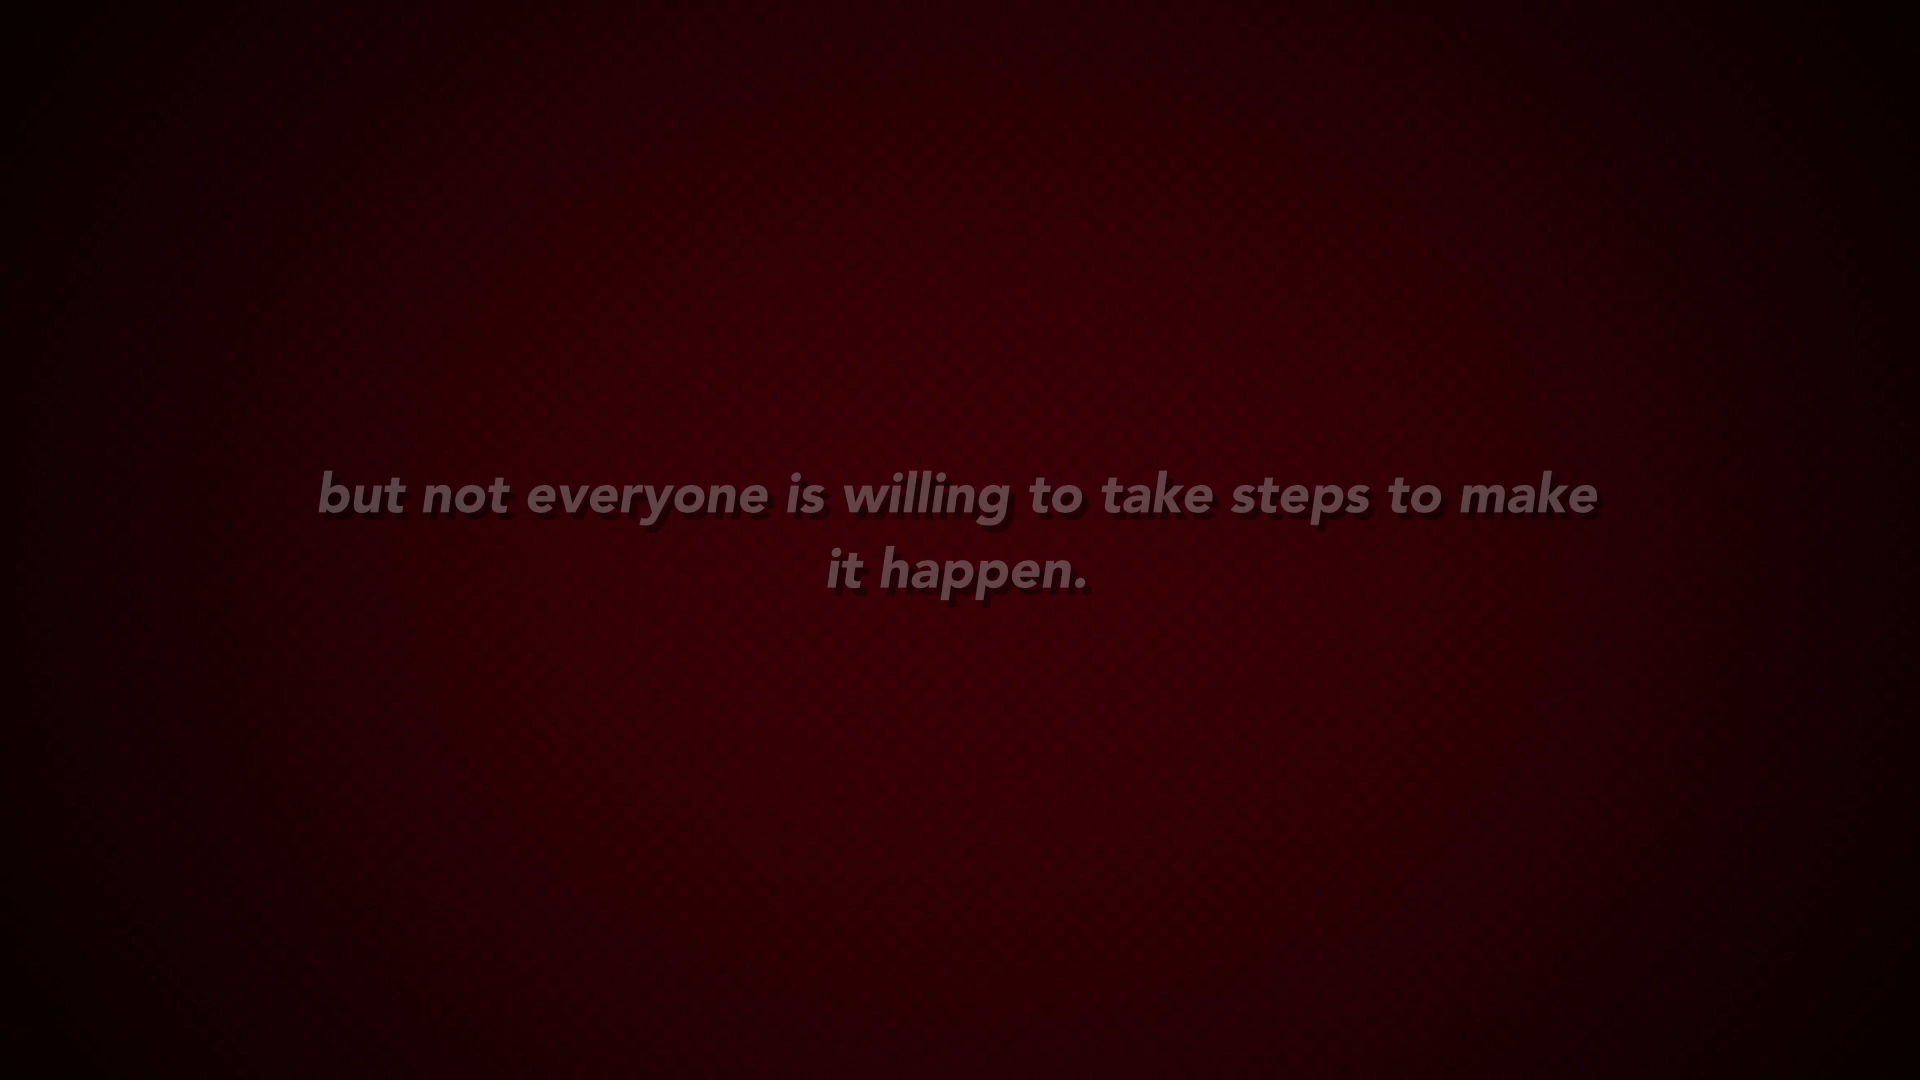 but not everyone is willing to take steps to make
it happen.